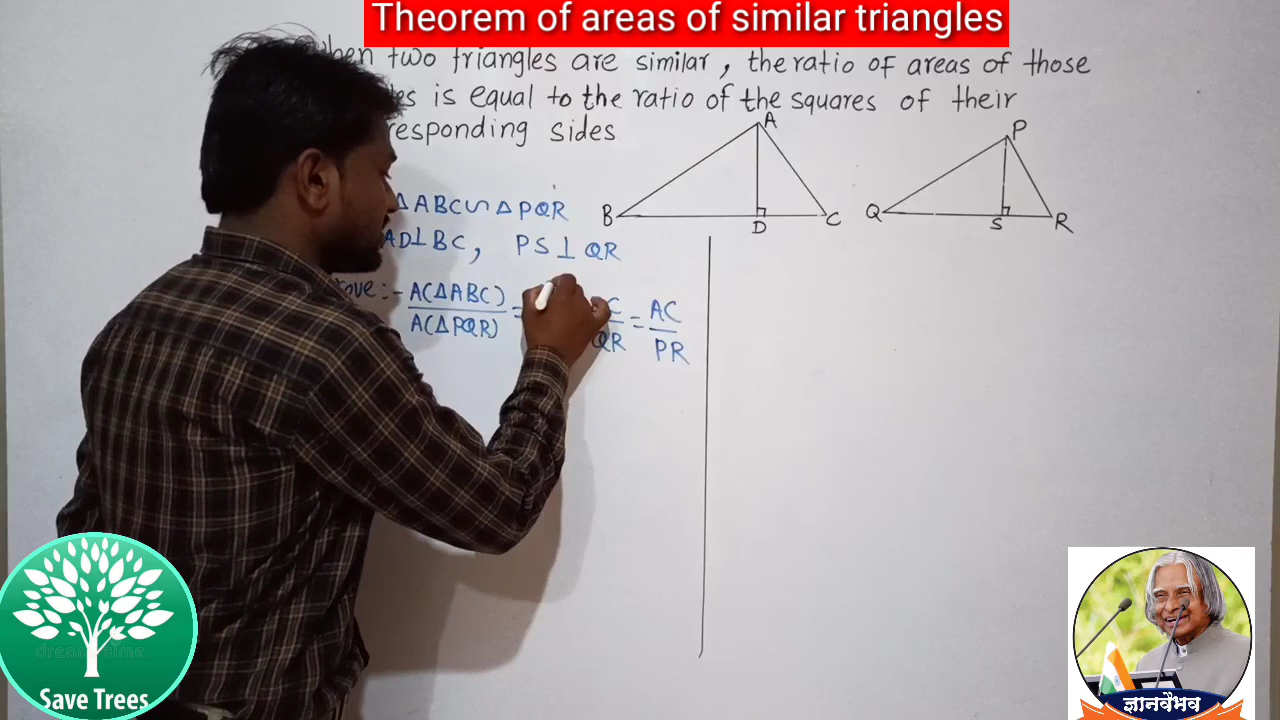 Theorem of areas of similar triangles
two triangles are similar, the ratio of areas of those
is equal to the ratio of the squares of their
responding sides
A
P
B
D
C
Q
S
R
ΔABC ∽ ΔPQR
AD⊥BC, PS⊥QR
:- A(ΔABC) = = AC
A(ΔPQR) QR PR
dreamstime
Save Trees
ज्ञानवैभव